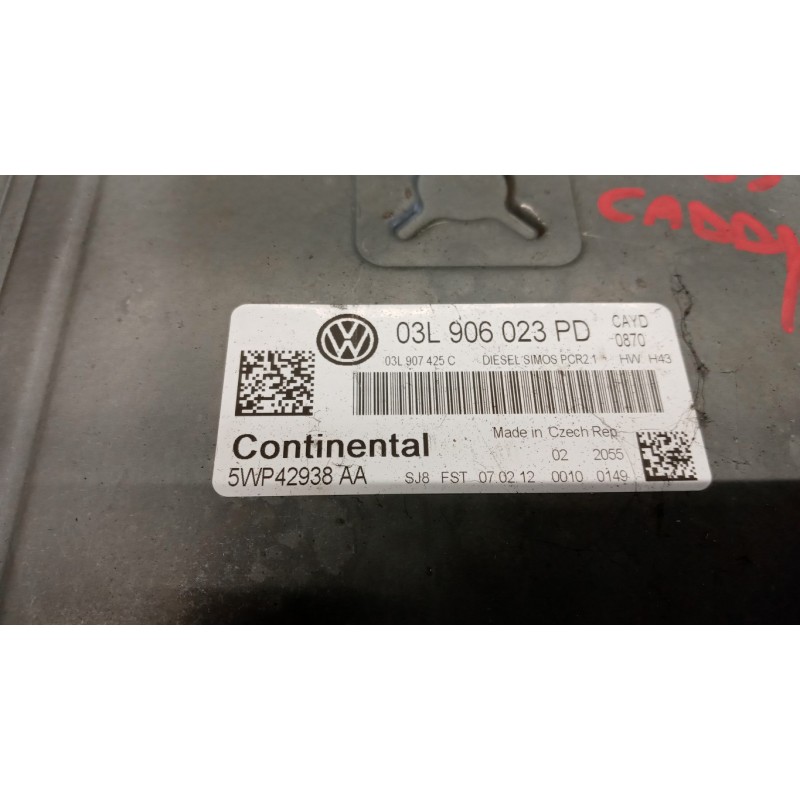 CADDY
03L 906 023 PD CAYD
0870
03L 907 425 C DIESEL SIMOS PCR2.1 HW H43
Continental Made in Czech Rep
02 2055
5WP42938 AA SJ8 FST 07.02.12 0010 0149